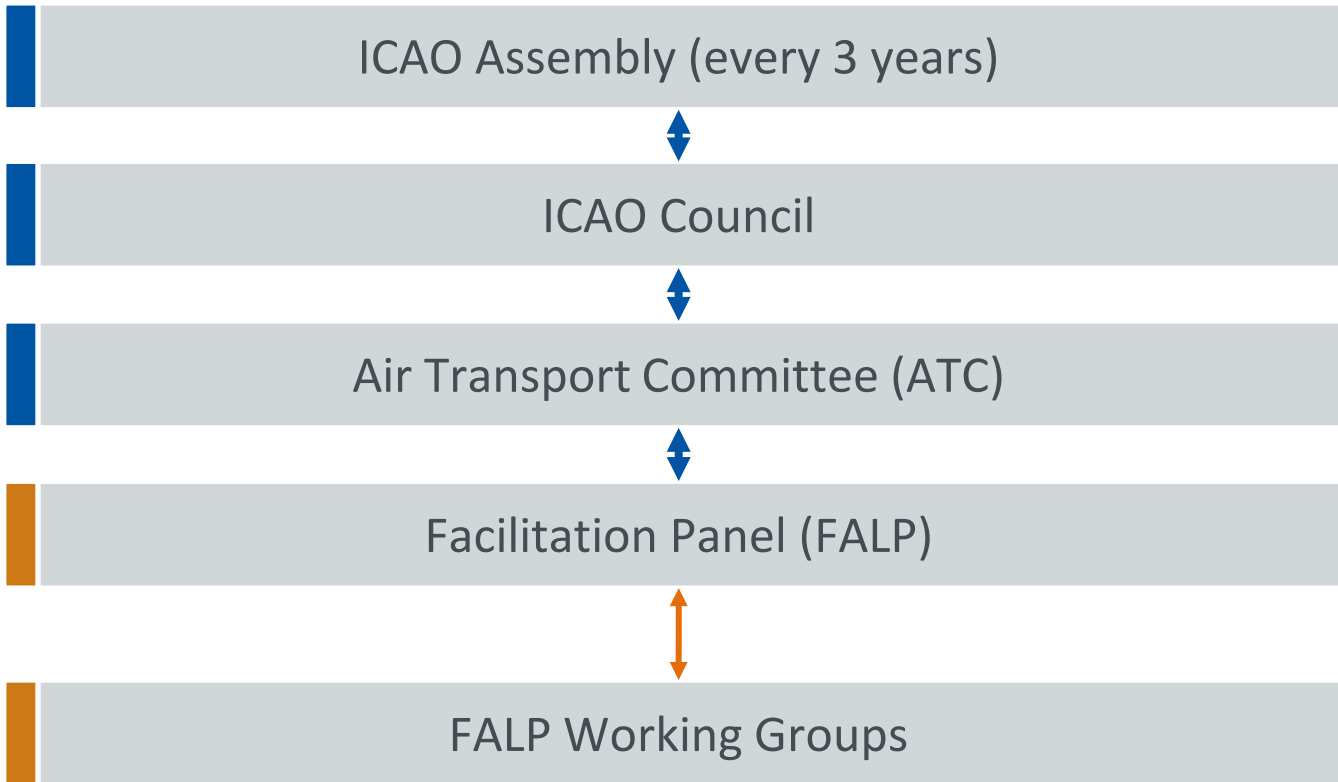 ICAO Assembly (every 3 years)
ICAO Council
Air Transport Committee (ATC)
Facilitation Panel (FALP)
FALP Working Groups